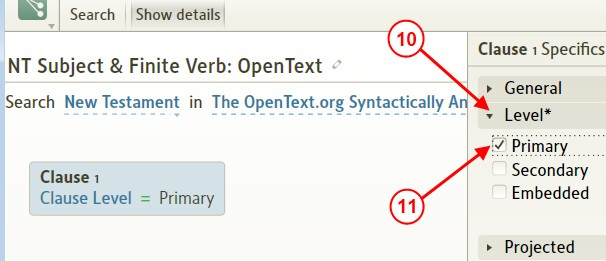 Search Show details
10
Clause 1 Specifics
NT Subject & Finite Verb: OpenText
General
Search New Testament in The OpenText.org Syntactically An
Level*
Primary
Clause 1
Secondary
Clause Level = Primary
11
Embedded
Projected